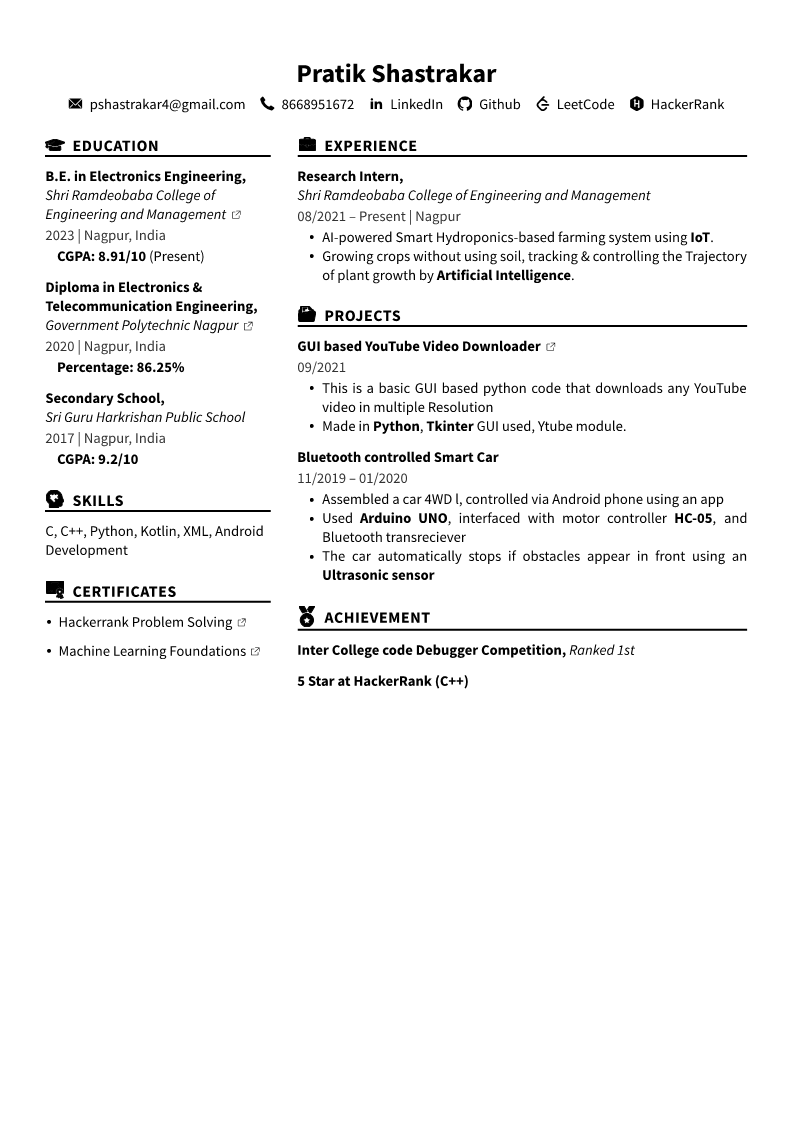 Pratik Shastrakar
pshastrakar4@gmail.com 8668951672 LinkedIn Github LeetCode HackerRank
EDUCATION
B.E. in Electronics Engineering,
Shri Ramdeobaba College of
Engineering and Management
2023 | Nagpur, India
CGPA: 8.91/10 (Present)
Diploma in Electronics &
Telecommunication Engineering,
Government Polytechnic Nagpur
2020 | Nagpur, India
Percentage: 86.25%
Secondary School,
Sri Guru Harkrishan Public School
2017 | Nagpur, India
CGPA: 9.2/10
SKILLS
C, C++, Python, Kotlin, XML, Android
Development
CERTIFICATES
• Hackerrank Problem Solving
• Machine Learning Foundations
EXPERIENCE
Research Intern,
Shri Ramdeobaba College of Engineering and Management
08/2021 – Present | Nagpur
• AI-powered Smart Hydroponics-based farming system using IoT.
• Growing crops without using soil, tracking & controlling the Trajectory
of plant growth by Artificial Intelligence.
PROJECTS
GUI based YouTube Video Downloader
09/2021
• This is a basic GUI based python code that downloads any YouTube
video in multiple Resolution
• Made in Python, Tkinter GUI used, Ytube module.
Bluetooth controlled Smart Car
11/2019 – 01/2020
• Assembled a car 4WD l, controlled via Android phone using an app
• Used Arduino UNO, interfaced with motor controller HC-05, and
Bluetooth transreciever
• The car automatically stops if obstacles appear in front using an
Ultrasonic sensor
ACHIEVEMENT
Inter College code Debugger Competition, Ranked 1st
5 Star at HackerRank (C++)